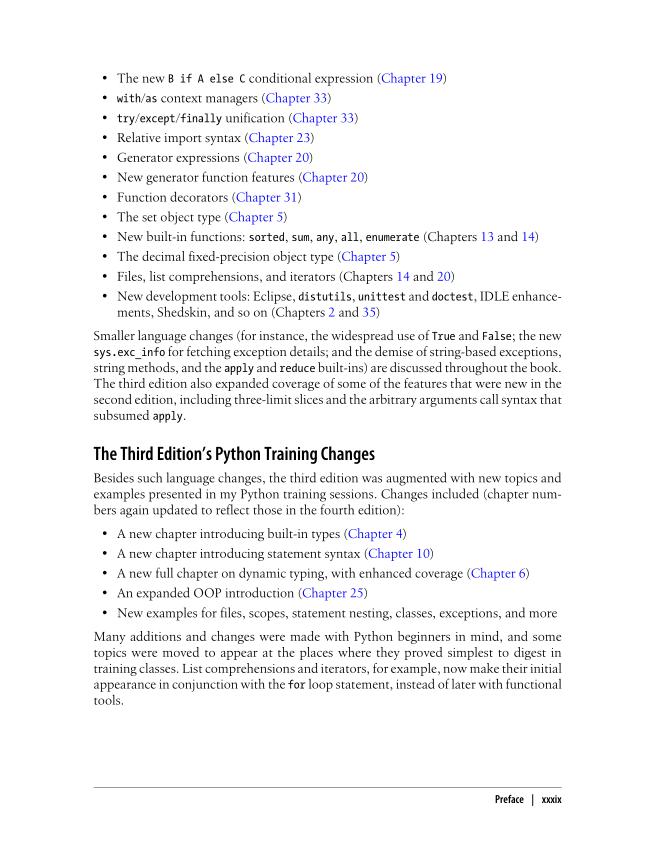 • The new B if A else C conditional expression (Chapter 19)
• with/as context managers (Chapter 33)
• try/except/finally unification (Chapter 33)
• Relative import syntax (Chapter 23)
• Generator expressions (Chapter 20)
• New generator function features (Chapter 20)
• Function decorators (Chapter 31)
• The set object type (Chapter 5)
• New built-in functions: sorted, sum, any, all, enumerate (Chapters 13 and 14)
• The decimal fixed-precision object type (Chapter 5)
• Files, list comprehensions, and iterators (Chapters 14 and 20)
• New development tools: Eclipse, distutils, unittest and doctest, IDLE enhance-
ments, Shedskin, and so on (Chapters 2 and 35)
Smaller language changes (for instance, the widespread use of True and False; the new
sys.exc_info for fetching exception details; and the demise of string-based exceptions,
string methods, and the apply and reduce built-ins) are discussed throughout the book.
The third edition also expanded coverage of some of the features that were new in the
second edition, including three-limit slices and the arbitrary arguments call syntax that
subsumed apply.
The Third Edition's Python Training Changes
Besides such language changes, the third edition was augmented with new topics and
examples presented in my Python training sessions. Changes included (chapter num-
bers again updated to reflect those in the fourth edition):
• A new chapter introducing built-in types (Chapter 4)
• A new chapter introducing statement syntax (Chapter 10)
• A new full chapter on dynamic typing, with enhanced coverage (Chapter 6)
• An expanded OOP introduction (Chapter 25)
• New examples for files, scopes, statement nesting, classes, exceptions, and more
Many additions and changes were made with Python beginners in mind, and some
topics were moved to appear at the places where they proved simplest to digest in
training classes. List comprehensions and iterators, for example, now make their initial
appearance in conjunction with the for loop statement, instead of later with functional
tools.
Preface | xxxix